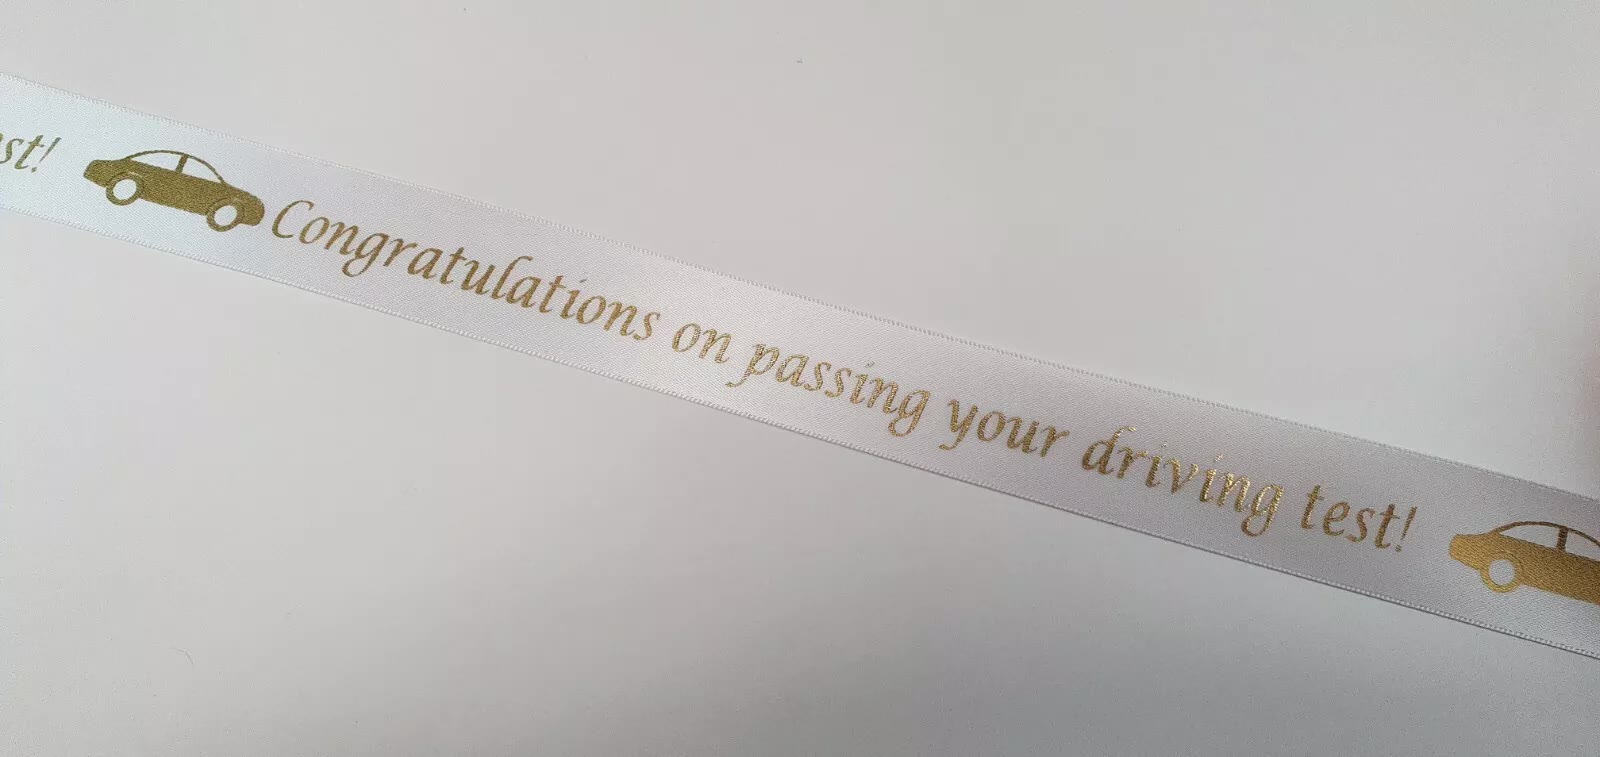 st! Congratulations on passing your driving test!